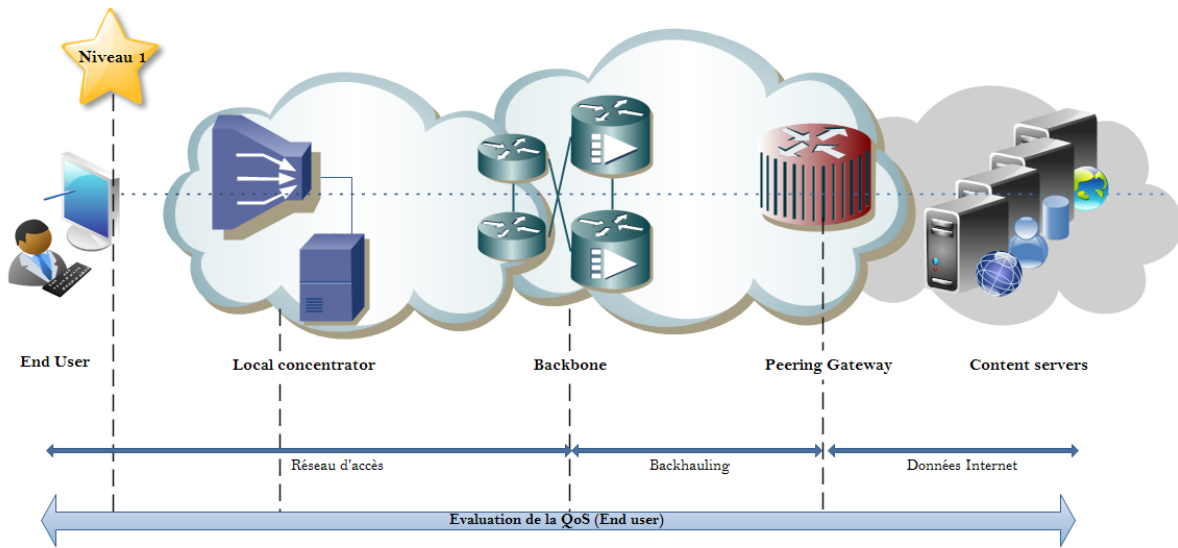 Niveau 1
End User
Local concentrator
Backbone
Peering Gateway
Content servers
Réseau d'accès
Backhauling
Données Internet
Evaluation de la QoS (End user)